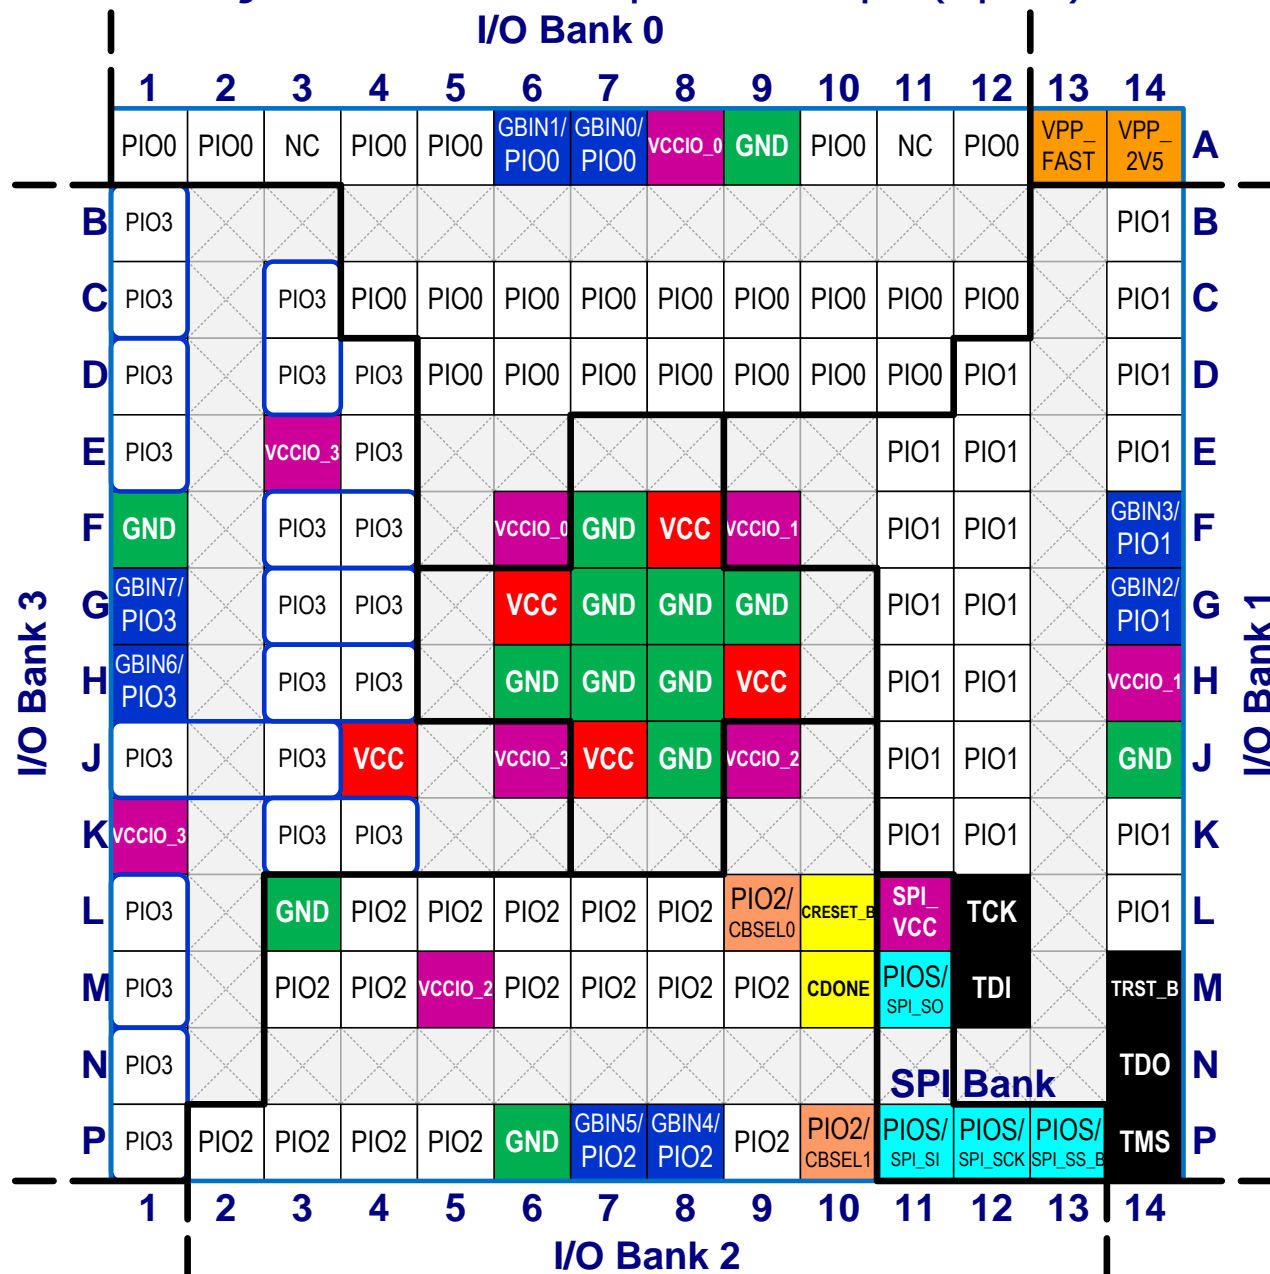 I/O Bank 0
1 2 3 4 5 6 7 8 9 10 11 12 13 14
PIO0 PIO0 NC PIO0 PIO0 GBIN1/ PIO0 GBIN0/ PIO0 VCCIO_0 GND PIO0 NC PIO0 VPP_ FAST VPP_ 2V5 A
B PIO3 PIO1 B
C PIO3 PIO3 PIO0 PIO0 PIO0 PIO0 PIO0 PIO0 PIO0 PIO0 PIO0 PIO1 C
D PIO3 PIO3 PIO3 PIO0 PIO0 PIO0 PIO0 PIO0 PIO0 PIO0 PIO1 PIO1 D
E PIO3 VCCIO_3 PIO3 PIO1 PIO1 PIO1 E
F GND PIO3 PIO3 VCCIO_0 GND VCC VCCIO_1 PIO1 PIO1 GBIN3/ PIO1 F
G GBIN7/ PIO3 PIO3 PIO3 VCC GND GND GND PIO1 PIO1 GBIN2/ PIO1 G
H GBIN6/ PIO3 PIO3 PIO3 GND GND GND VCC PIO1 PIO1 VCCIO_1 H
I/O Bank 3
I/O Bank 1
J PIO3 PIO3 VCC VCCIO_3 VCC GND VCCIO_2 PIO1 PIO1 GND J
K VCCIO_3 PIO3 PIO3 PIO1 PIO1 PIO1 K
L PIO3 GND PIO2 PIO2 PIO2 PIO2 PIO2 PIO2/ CBSEL0 CRESET_B SPI_ VCC TCK PIO1 L
M PIO3 PIO2 PIO2 VCCIO_2 PIO2 PIO2 PIO2 PIO2 CDONE PIOS/ SPI_SO TDI TRST_B M
N PIO3 SPI Bank TDO N
P PIO3 PIO2 PIO2 PIO2 PIO2 GND GBIN5/ PIO2 GBIN4/ PIO2 PIO2 PIO2/ CBSEL1 PIOS/ SPI_SI PIOS/ SPI_SCK PIOS/ SPI_SS_B TMS P
1 2 3 4 5 6 7 8 9 10 11 12 13 14
I/O Bank 2